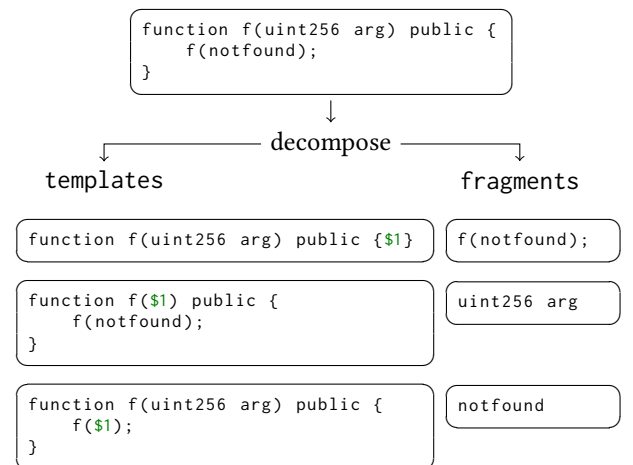 function f(uint256 arg) public {
    f(notfound);
}
decompose
templates fragments
function f(uint256 arg) public {$1} f(notfound);
function f($1) public {
    f(notfound);
}
uint256 arg
function f(uint256 arg) public {
    f($1);
}
notfound